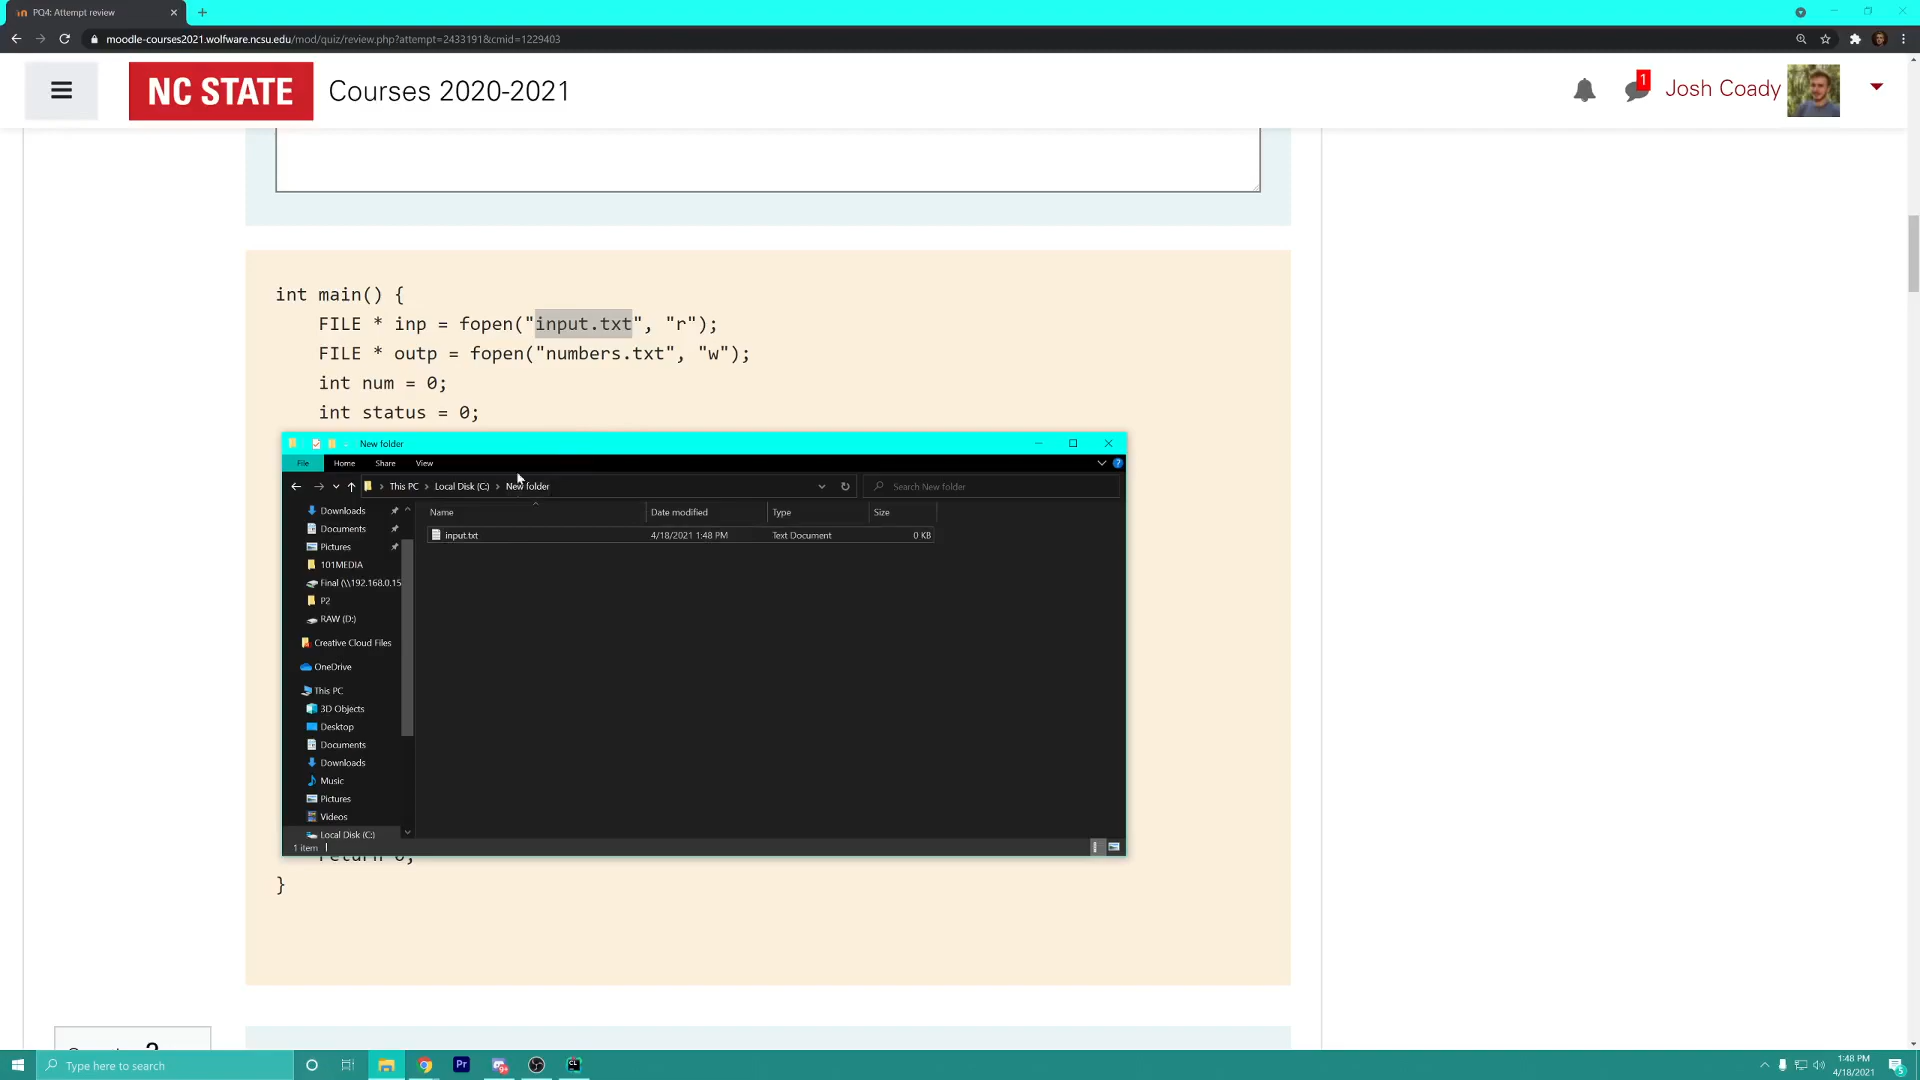 PQ4: Attempt review
moodle-courses2021.wolfware.ncsu.edu/mod/quiz/review.php?attempt=2433191&cmid=1229403
NC STATE
Courses 2020-2021
1
Josh Coady
int main() {
FILE * inp = fopen("input.txt", "r");
FILE * outp = fopen("numbers.txt", "w");
int num = 0;
int status = 0;
New folder
File
Home
Share
View
This PC
Local Disk (C:)
New folder
Search New folder
Name
Date modified
Type
Size
input.txt
4/18/2021 1:48 PM
Text Document
0 KB
Downloads
Documents
Pictures
101MEDIA
Final (\\192.168.0.15
P2
RAW (D:)
Creative Cloud Files
OneDrive
This PC
3D Objects
Desktop
Documents
Downloads
Music
Pictures
Videos
Local Disk (C:)
1 item
}
Type here to search
Pr
CL
1:48 PM
4/18/2021
5